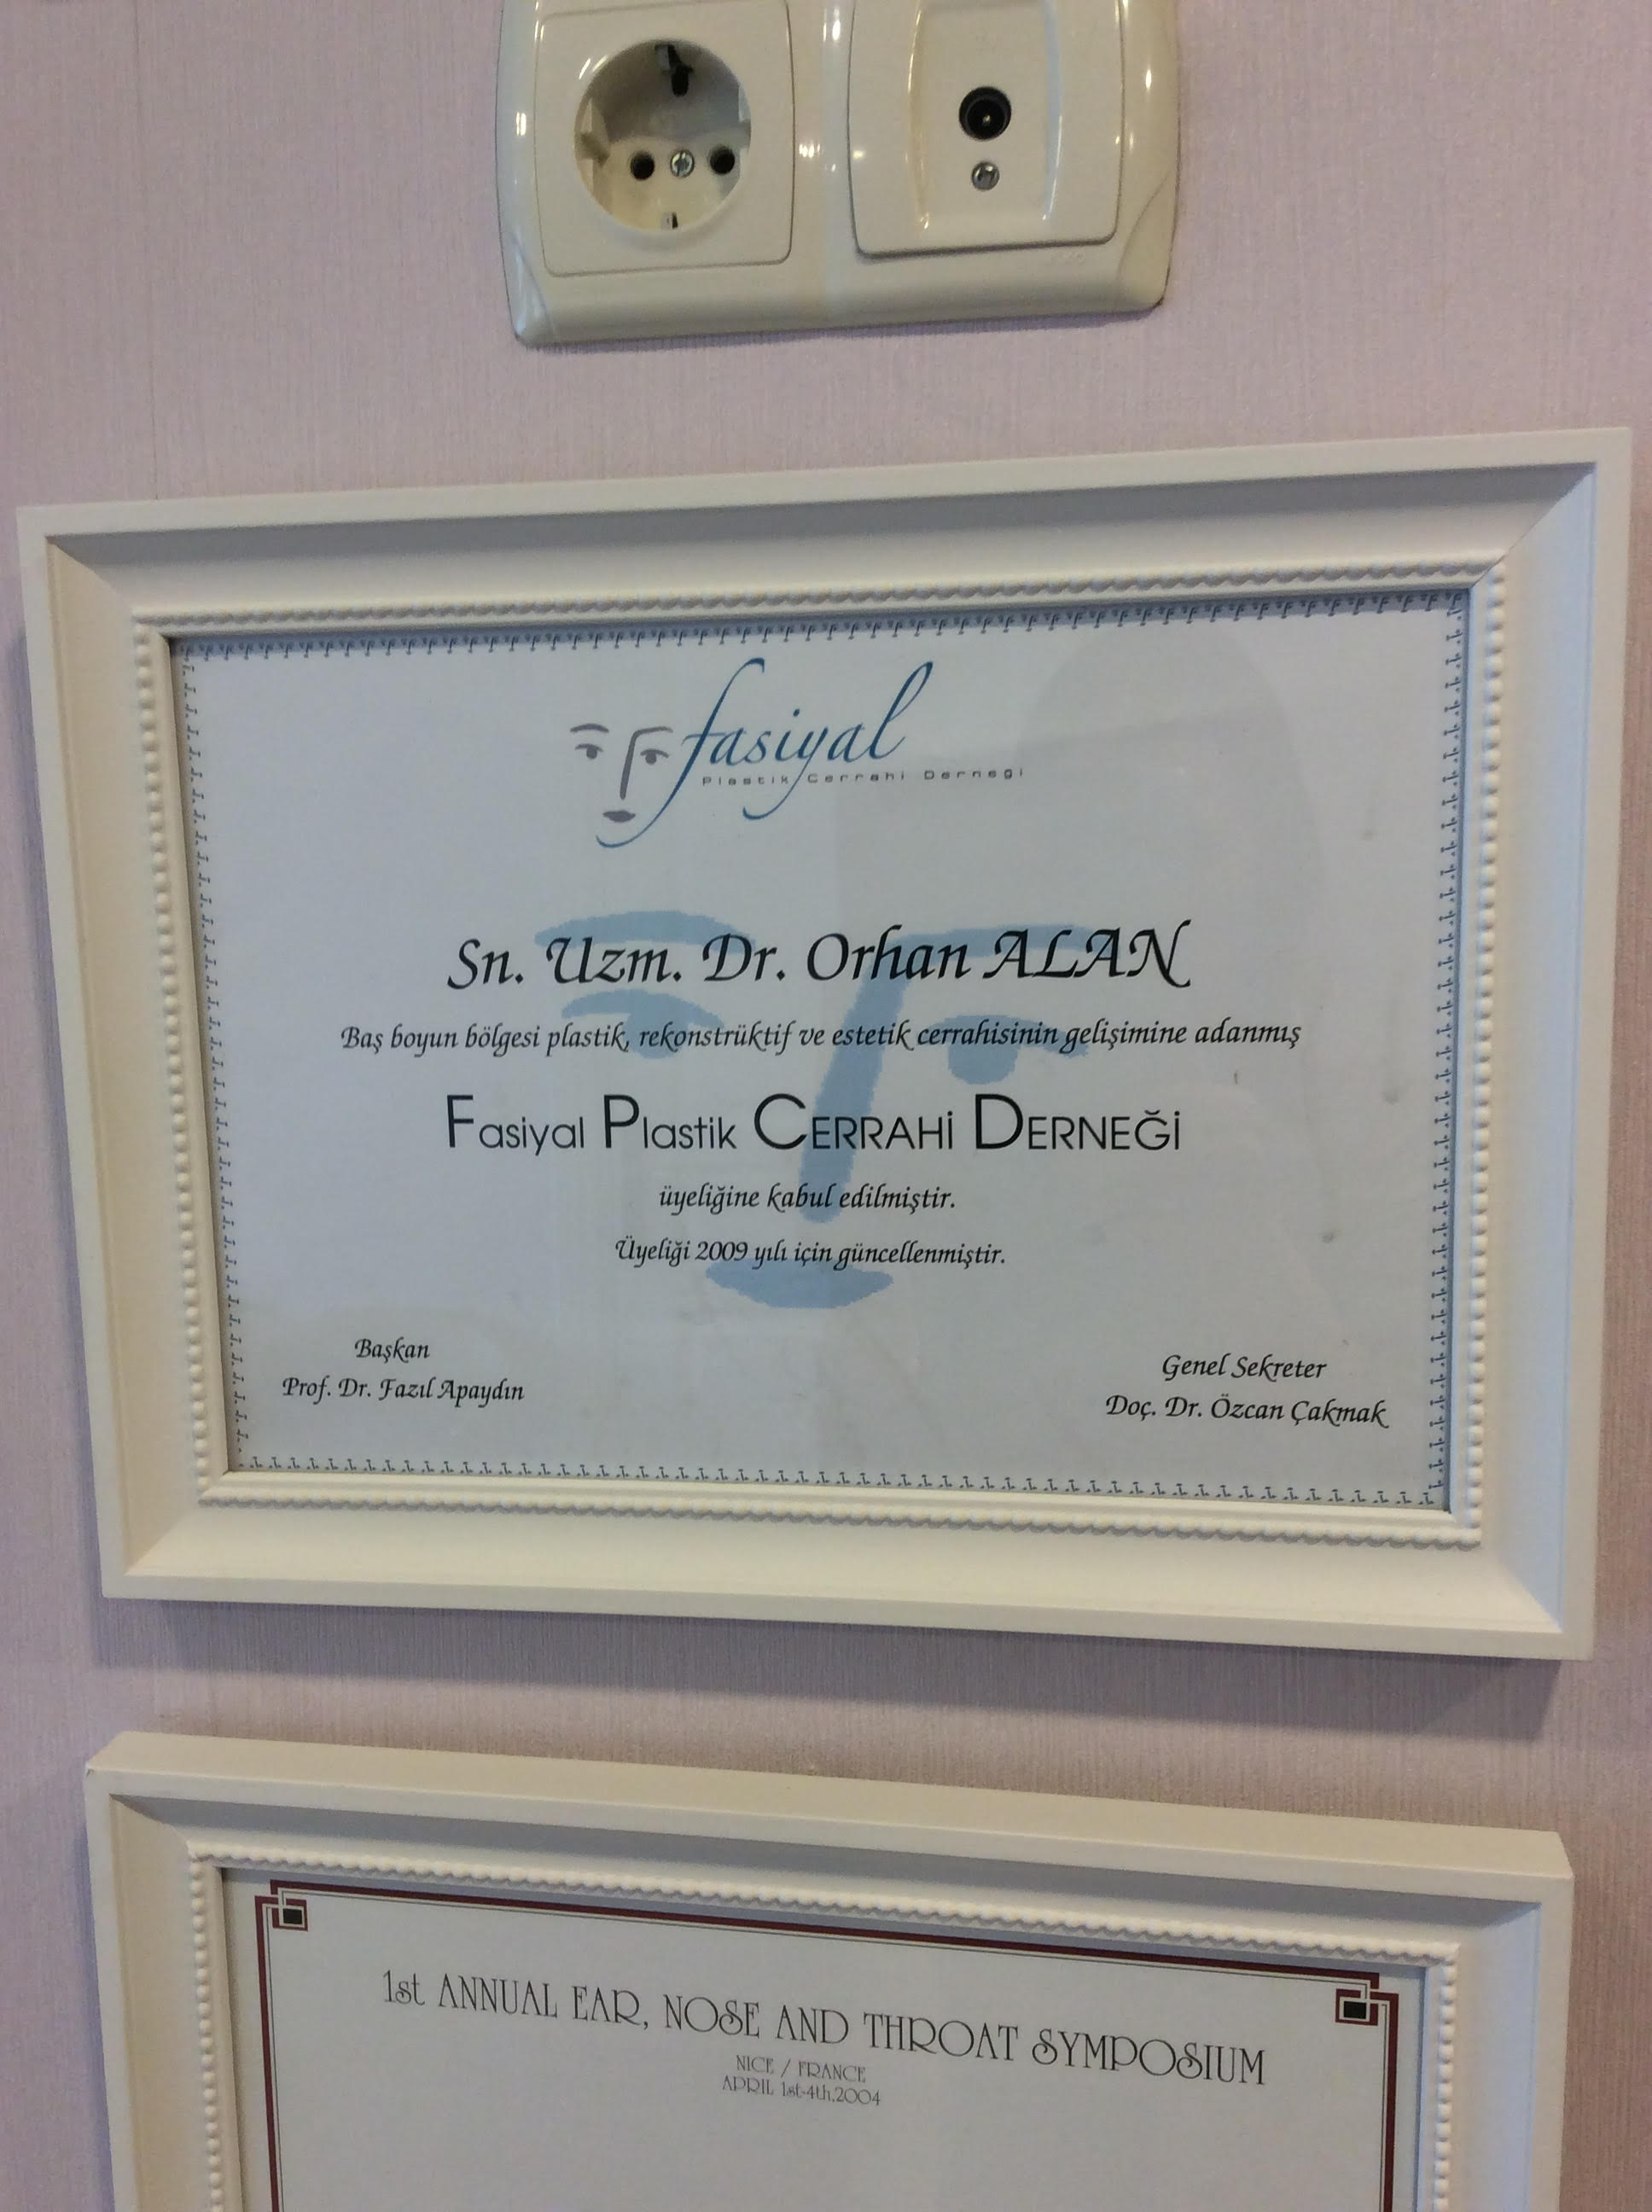 fasiyal
Plastik Cerrahi Derneği
Sn. Uzm. Dr. Orhan ALAN
Baş boyun bölgesi plastik, rekonstrüktif ve estetik cerrahisinin gelişimine adanmış
Fasiyal Plastik CERRAHİ DERNEĞİ
üyeliğine kabul edilmiştir.
Üyeliği 2009 yılı için güncellenmiştir.
Başkan
Prof. Dr. Fazıl Apaydın
Genel Sekreter
Doç. Dr. Özcan Çakmak
1st ANNUAL EAR, NOSE AND THROAT SYMPOSIUM
NICE / FRANCE
APRIL 1st-4th,2004